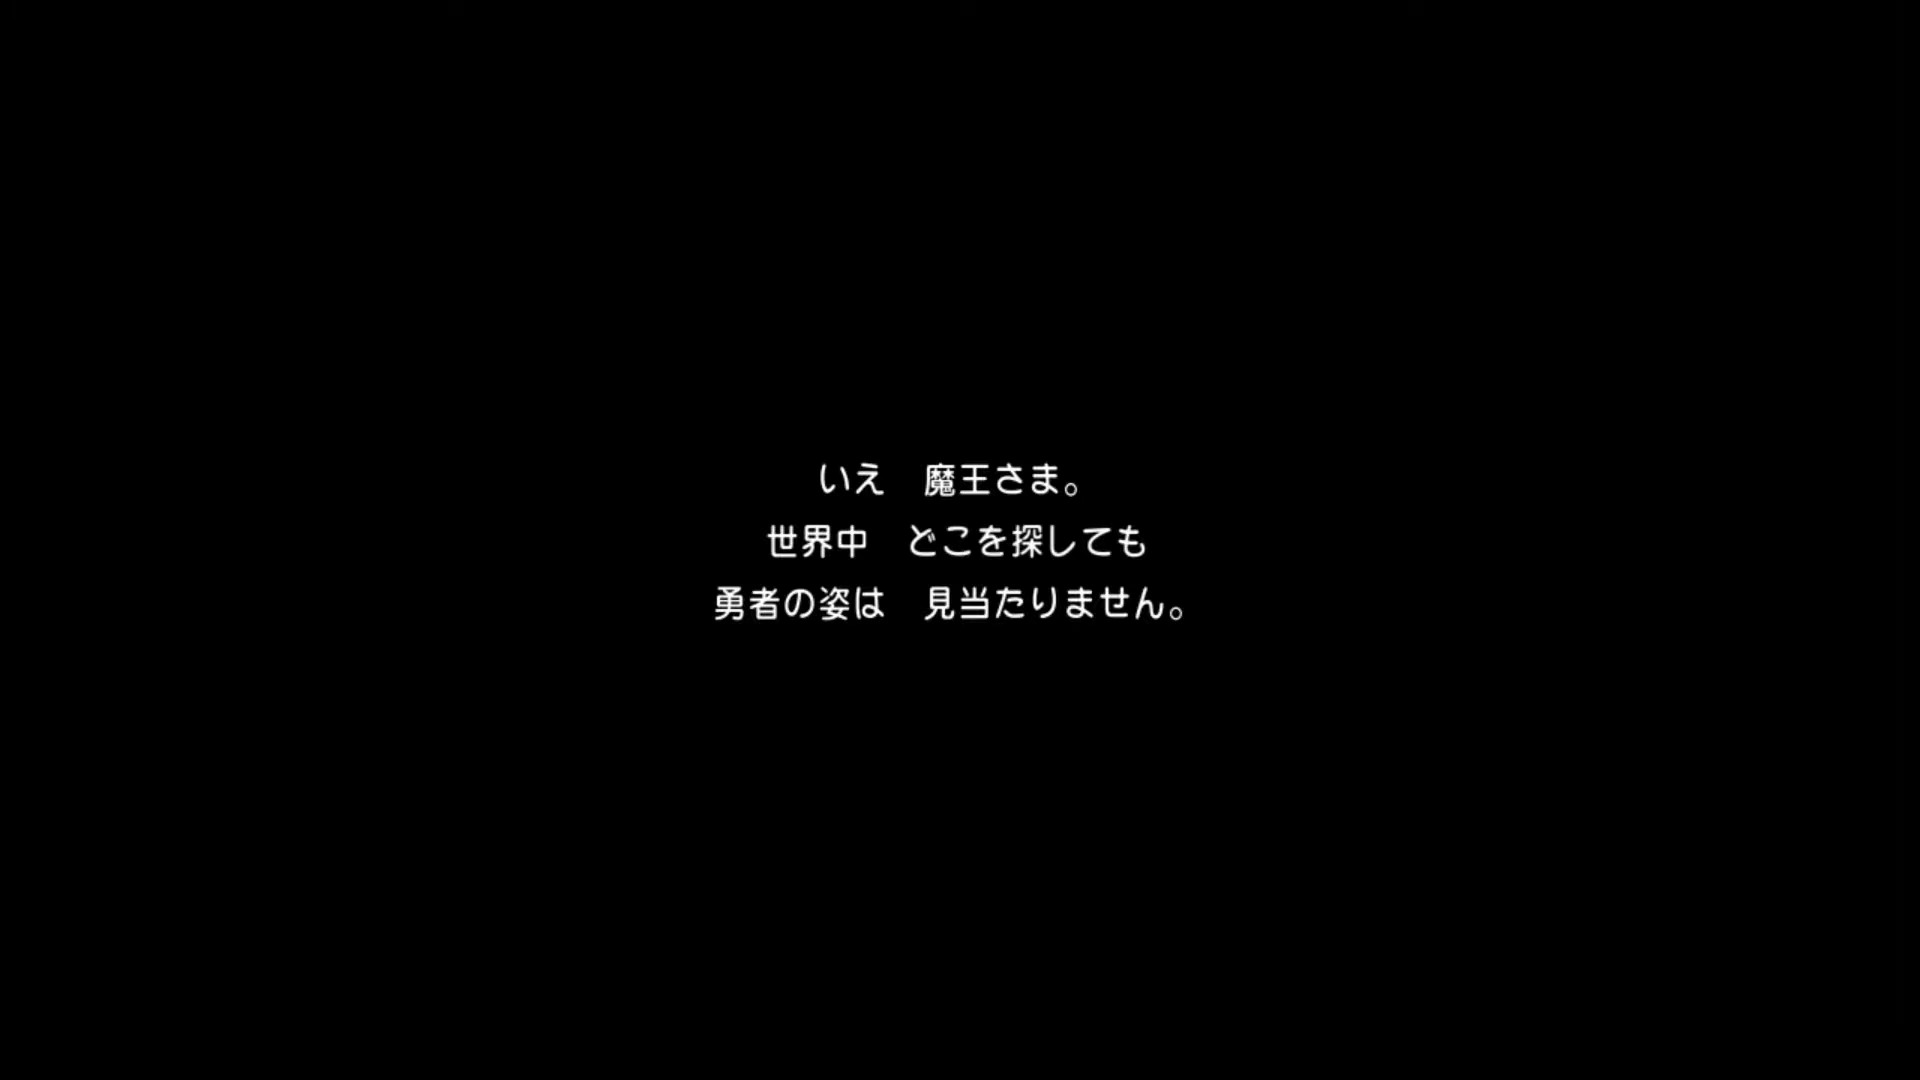 いえ　魔王さま。
世界中　どこを探しても
勇者の姿は　見当たりません。